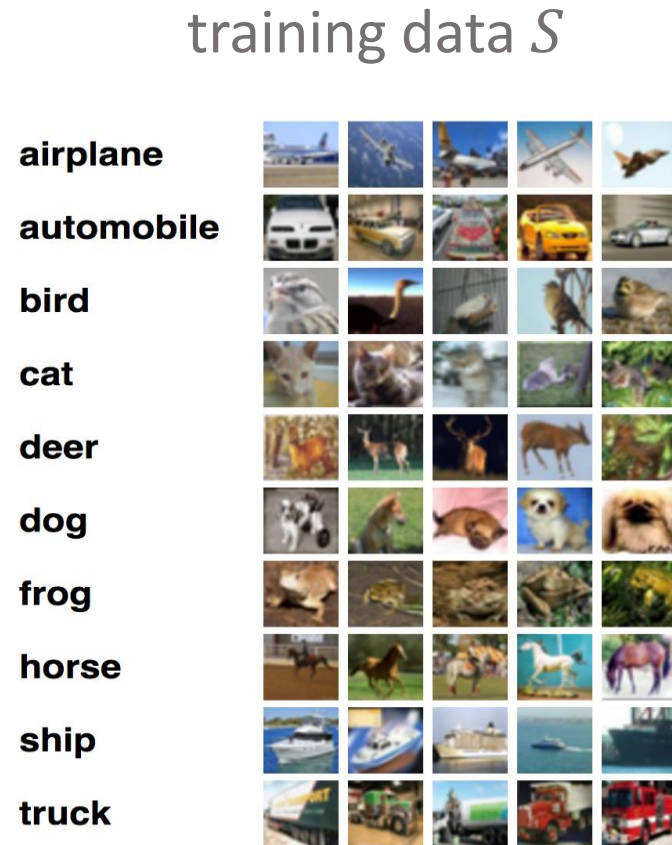 training data S
airplane
automobile
bird
cat
deer
dog
frog
horse
ship
truck